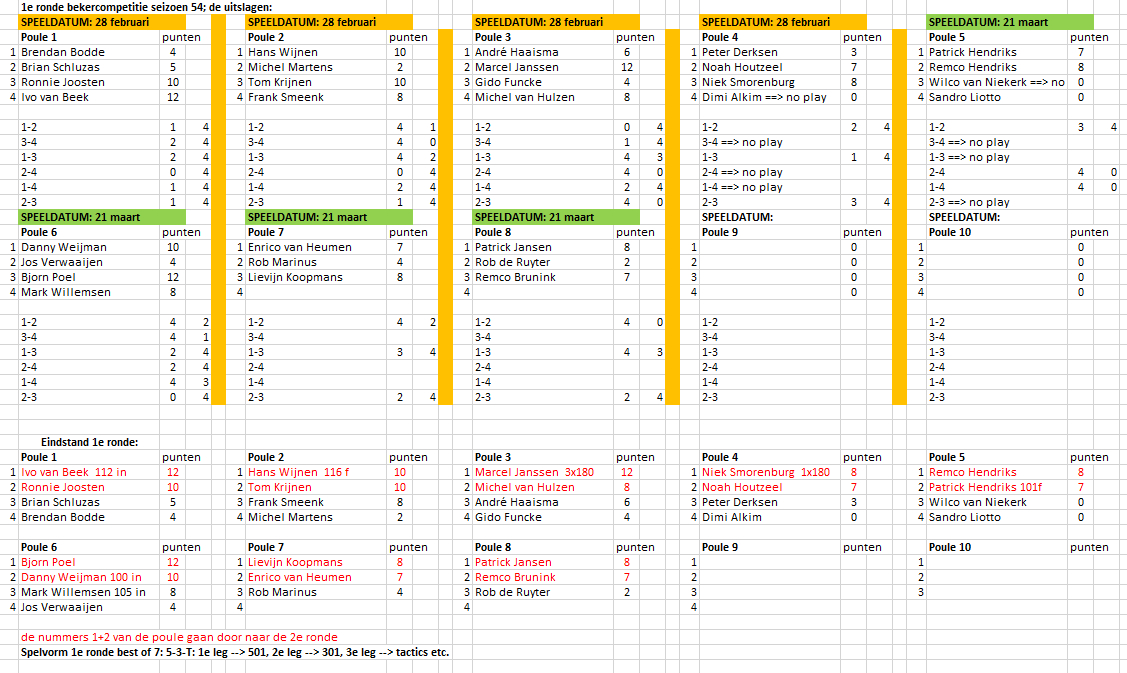 1e ronde bekercompetitie seizoen 54; de uitslagen:
SPEELDATUM: 28 februari SPEELDATUM: 28 februari SPEELDATUM: 28 februari SPEELDATUM: 28 februari SPEELDATUM: 21 maart
Poule 1 punten Poule 2 punten Poule 3 punten Poule 4 punten Poule 5 punten
1 Brendan Bodde 4 1 Hans Wijnen 10 1 André Haaisma 6 1 Peter Derksen 3 1 Patrick Hendriks 7
2 Brian Schluzas 5 2 Michel Martens 2 2 Marcel Janssen 12 2 Noah Houtzeel 7 2 Remco Hendriks 8
3 Ronnie Joosten 10 3 Tom Krijnen 10 3 Gido Funcke 4 3 Niek Smorenburg 8 3 Wilco van Niekerk ==> no 0
4 Ivo van Beek 12 4 Frank Smeenk 8 4 Michel van Hulzen 8 4 Dimi Alkim ==> no play 0 4 Sandro Liotto 0
1-2 1 4 1-2 4 1 1-2 0 4 1-2 2 4 1-2 3 4
3-4 2 4 3-4 4 0 3-4 1 4 3-4 ==> no play 3-4 ==> no play
1-3 2 4 1-3 4 2 1-3 4 3 1-3 1 4 1-3 ==> no play
2-4 0 4 2-4 0 4 2-4 4 0 2-4 ==> no play 2-4 4 0
1-4 1 4 1-4 2 4 1-4 2 4 1-4 ==> no play 1-4 4 0
2-3 1 4 2-3 1 4 2-3 4 0 2-3 3 4 2-3 ==> no play
SPEELDATUM: 21 maart SPEELDATUM: 21 maart SPEELDATUM: 21 maart SPEELDATUM: SPEELDATUM:
Poule 6 punten Poule 7 punten Poule 8 punten Poule 9 punten Poule 10 punten
1 Danny Weijman 10 1 Enrico van Heumen 7 1 Patrick Jansen 8 1 0 1 0
2 Jos Verwaaijen 4 2 Rob Marinus 4 2 Rob de Ruyter 2 2 0 2 0
3 Bjorn Poel 12 3 Lievijn Koopmans 8 3 Remco Brunink 7 3 0 3 0
4 Mark Willemsen 8 4 4 4 0 4 0
1-2 4 2 1-2 4 2 1-2 4 0 1-2 1-2
3-4 4 1 3-4 3-4 3-4 3-4
1-3 2 4 1-3 3 4 1-3 4 3 1-3 1-3
2-4 2 4 2-4 2-4 2-4 2-4
1-4 4 3 1-4 1-4 1-4 1-4
2-3 0 4 2-3 2 4 2-3 2 4 2-3 2-3
Eindstand 1e ronde:
Poule 1 punten Poule 2 punten Poule 3 punten Poule 4 punten Poule 5 punten
1 Ivo van Beek 112 in 12 1 Hans Wijnen 116 f 10 1 Marcel Janssen 3x180 12 1 Niek Smorenburg 1x180 8 1 Remco Hendriks 8
2 Ronnie Joosten 10 2 Tom Krijnen 10 2 Michel van Hulzen 8 2 Noah Houtzeel 7 2 Patrick Hendriks 101f 7
3 Brian Schluzas 5 3 Frank Smeenk 8 3 André Haaisma 6 3 Peter Derksen 3 3 Wilco van Niekerk 0
4 Brendan Bodde 4 4 Michel Martens 2 4 Gido Funcke 4 4 Dimi Alkim 0 4 Sandro Liotto 0
Poule 6 punten Poule 7 punten Poule 8 punten Poule 9 punten Poule 10 punten
1 Bjorn Poel 12 1 LIevijn Koopmans 8 1 Patrick Jansen 8 1 1
2 Danny Weijman 100 in 10 2 Enrico van Heumen 7 2 Remco Brunink 7 2 2
3 Mark Willemsen 105 in 8 3 Rob Marinus 4 3 Rob de Ruyter 2 3 3
4 Jos Verwaaijen 4 4 4 4
de nummers 1+2 van de poule gaan door naar de 2e ronde
Spelvorm 1e ronde best of 7: 5-3-T: 1e leg --> 501, 2e leg --> 301, 3e leg --> tactics etc.